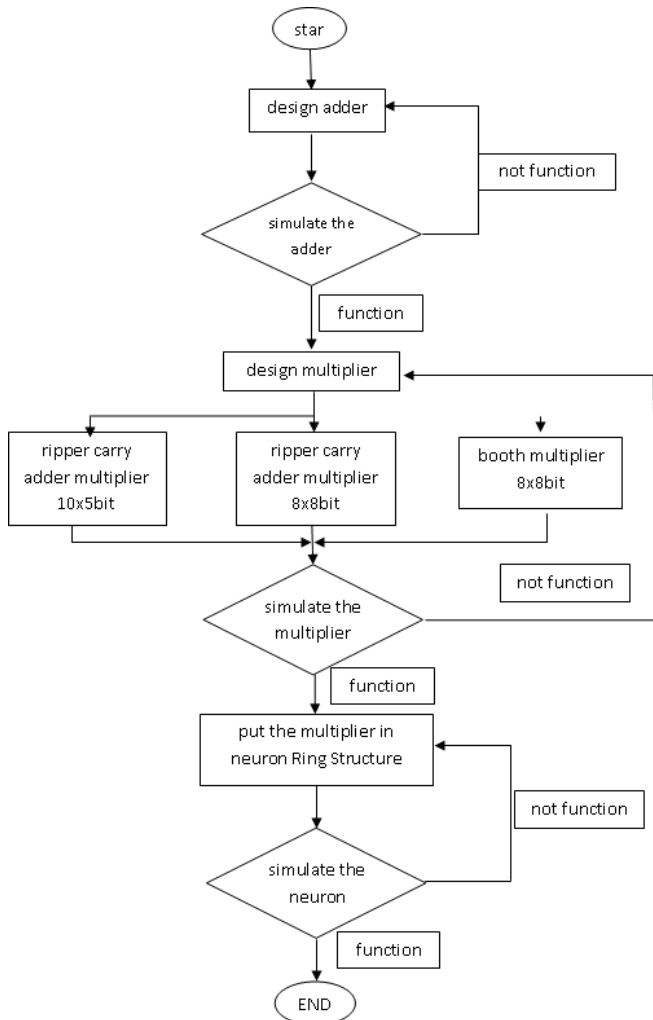 star
design adder
not function
simulate the
adder
function
design multiplier
ripper carry
adder multiplier
10x5bit
ripper carry
adder multiplier
8x8bit
booth multiplier
8x8bit
not function
simulate the
multiplier
function
put the multiplier in
neuron Ring Structure
not function
simulate the
neuron
function
END